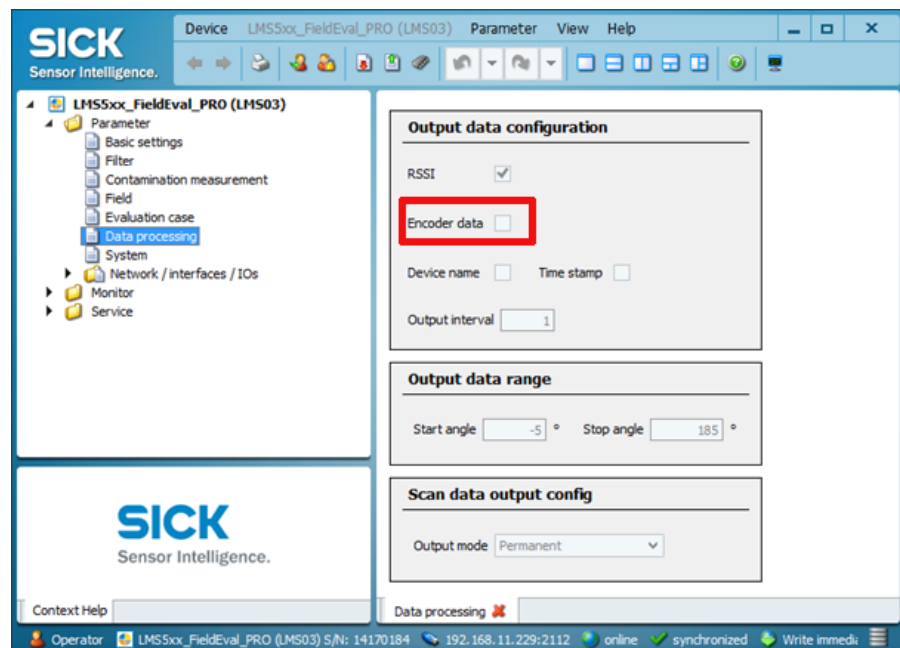 SICK
Sensor Intelligence.
Device LMS5xx_FieldEval_PRO (LMS03) Parameter View Help
LMS5xx_FieldEval_PRO (LMS03)
Parameter
Basic settings
Filter
Contamination measurement
Field
Evaluation case
Data processing
System
Network / interfaces / IOs
Monitor
Service
SICK
Sensor Intelligence.
Context Help
Output data configuration
RSSI
Encoder data
Device name Time stamp
Output interval 1
Output data range
Start angle -5 ° Stop angle 185 °
Scan data output config
Output mode Permanent
Data processing
Operator LMS5xx_FieldEval_PRO (LMS03) S/N: 14170184 192.168.11.229:2112 online synchronized Write immedi